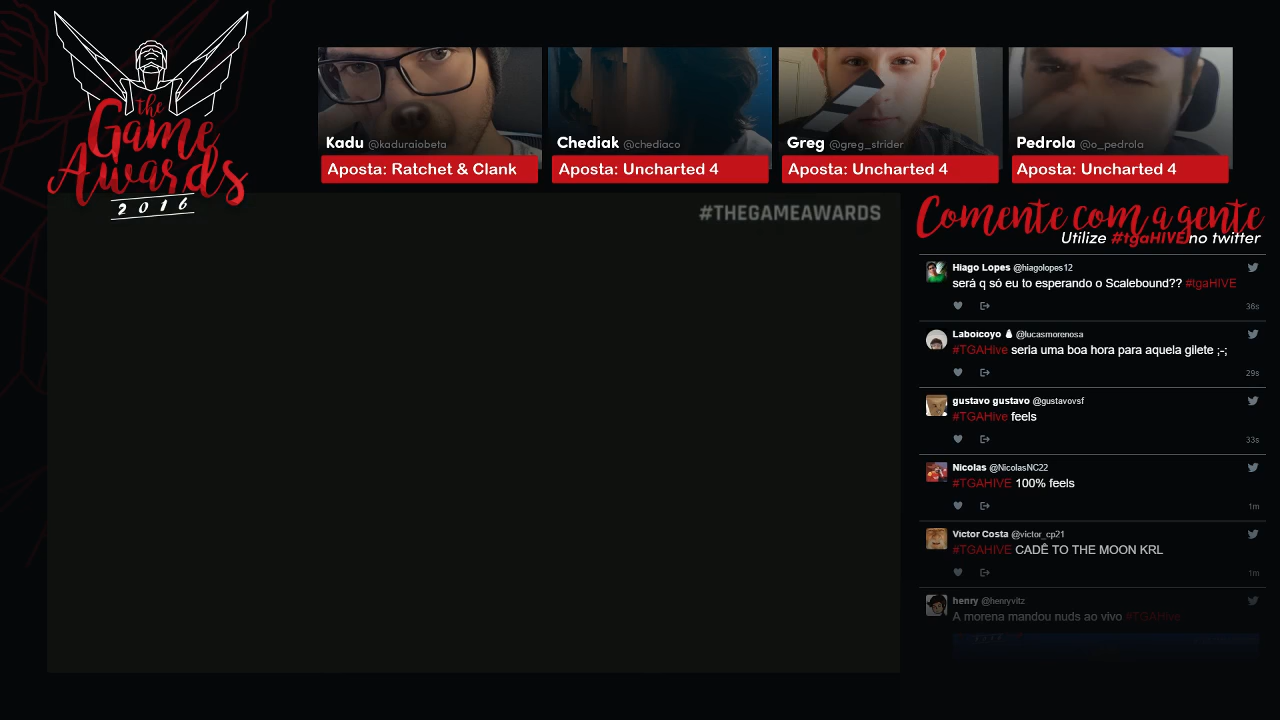 the
Game
Awards
2016
Kadu @kaduraiobeta
Aposta: Ratchet & Clank
Chediak @chediaco
Aposta: Uncharted 4
Greg @greg_strider
Aposta: Uncharted 4
Pedrola @o_pedrola
Aposta: Uncharted 4
#THEGAMEAWARDS
Comente com a gente
Utilize #tgaHIVE no twitter
Hiago Lopes @hiagolopes12
será q só eu to esperando o Scalebound?? #tgaHIVE
36s
Laboicoyo @lucasmorenosa
#TGAHive seria uma boa hora para aquela gilete ;-;
29s
gustavo gustavo @gustavovsf
#TGAHive feels
33s
Nicolas @NicolasNC22
#TGAHIVE 100% feels
1m
Victor Costa @victor_cp21
#TGAHIVE CADÊ TO THE MOON KRL
1m
henry @henryvitz
A morena mandou nuds ao vivo #TGAHive